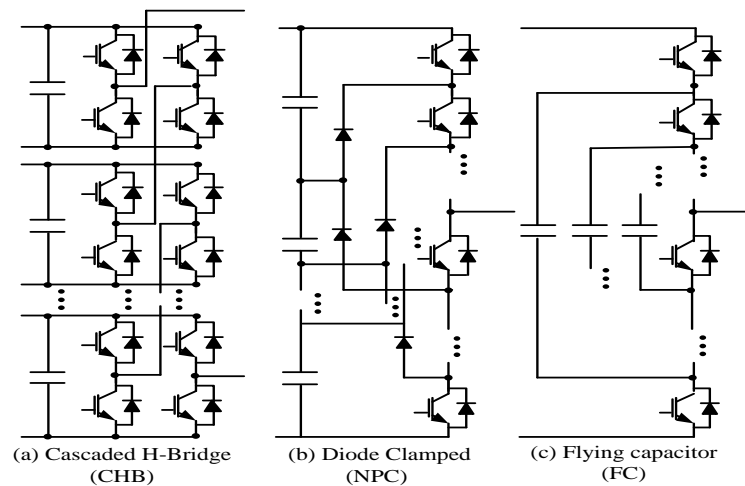 (a) Cascaded H-Bridge
(CHB)
(b) Diode Clamped
(NPC)
(c) Flying capacitor
(FC)